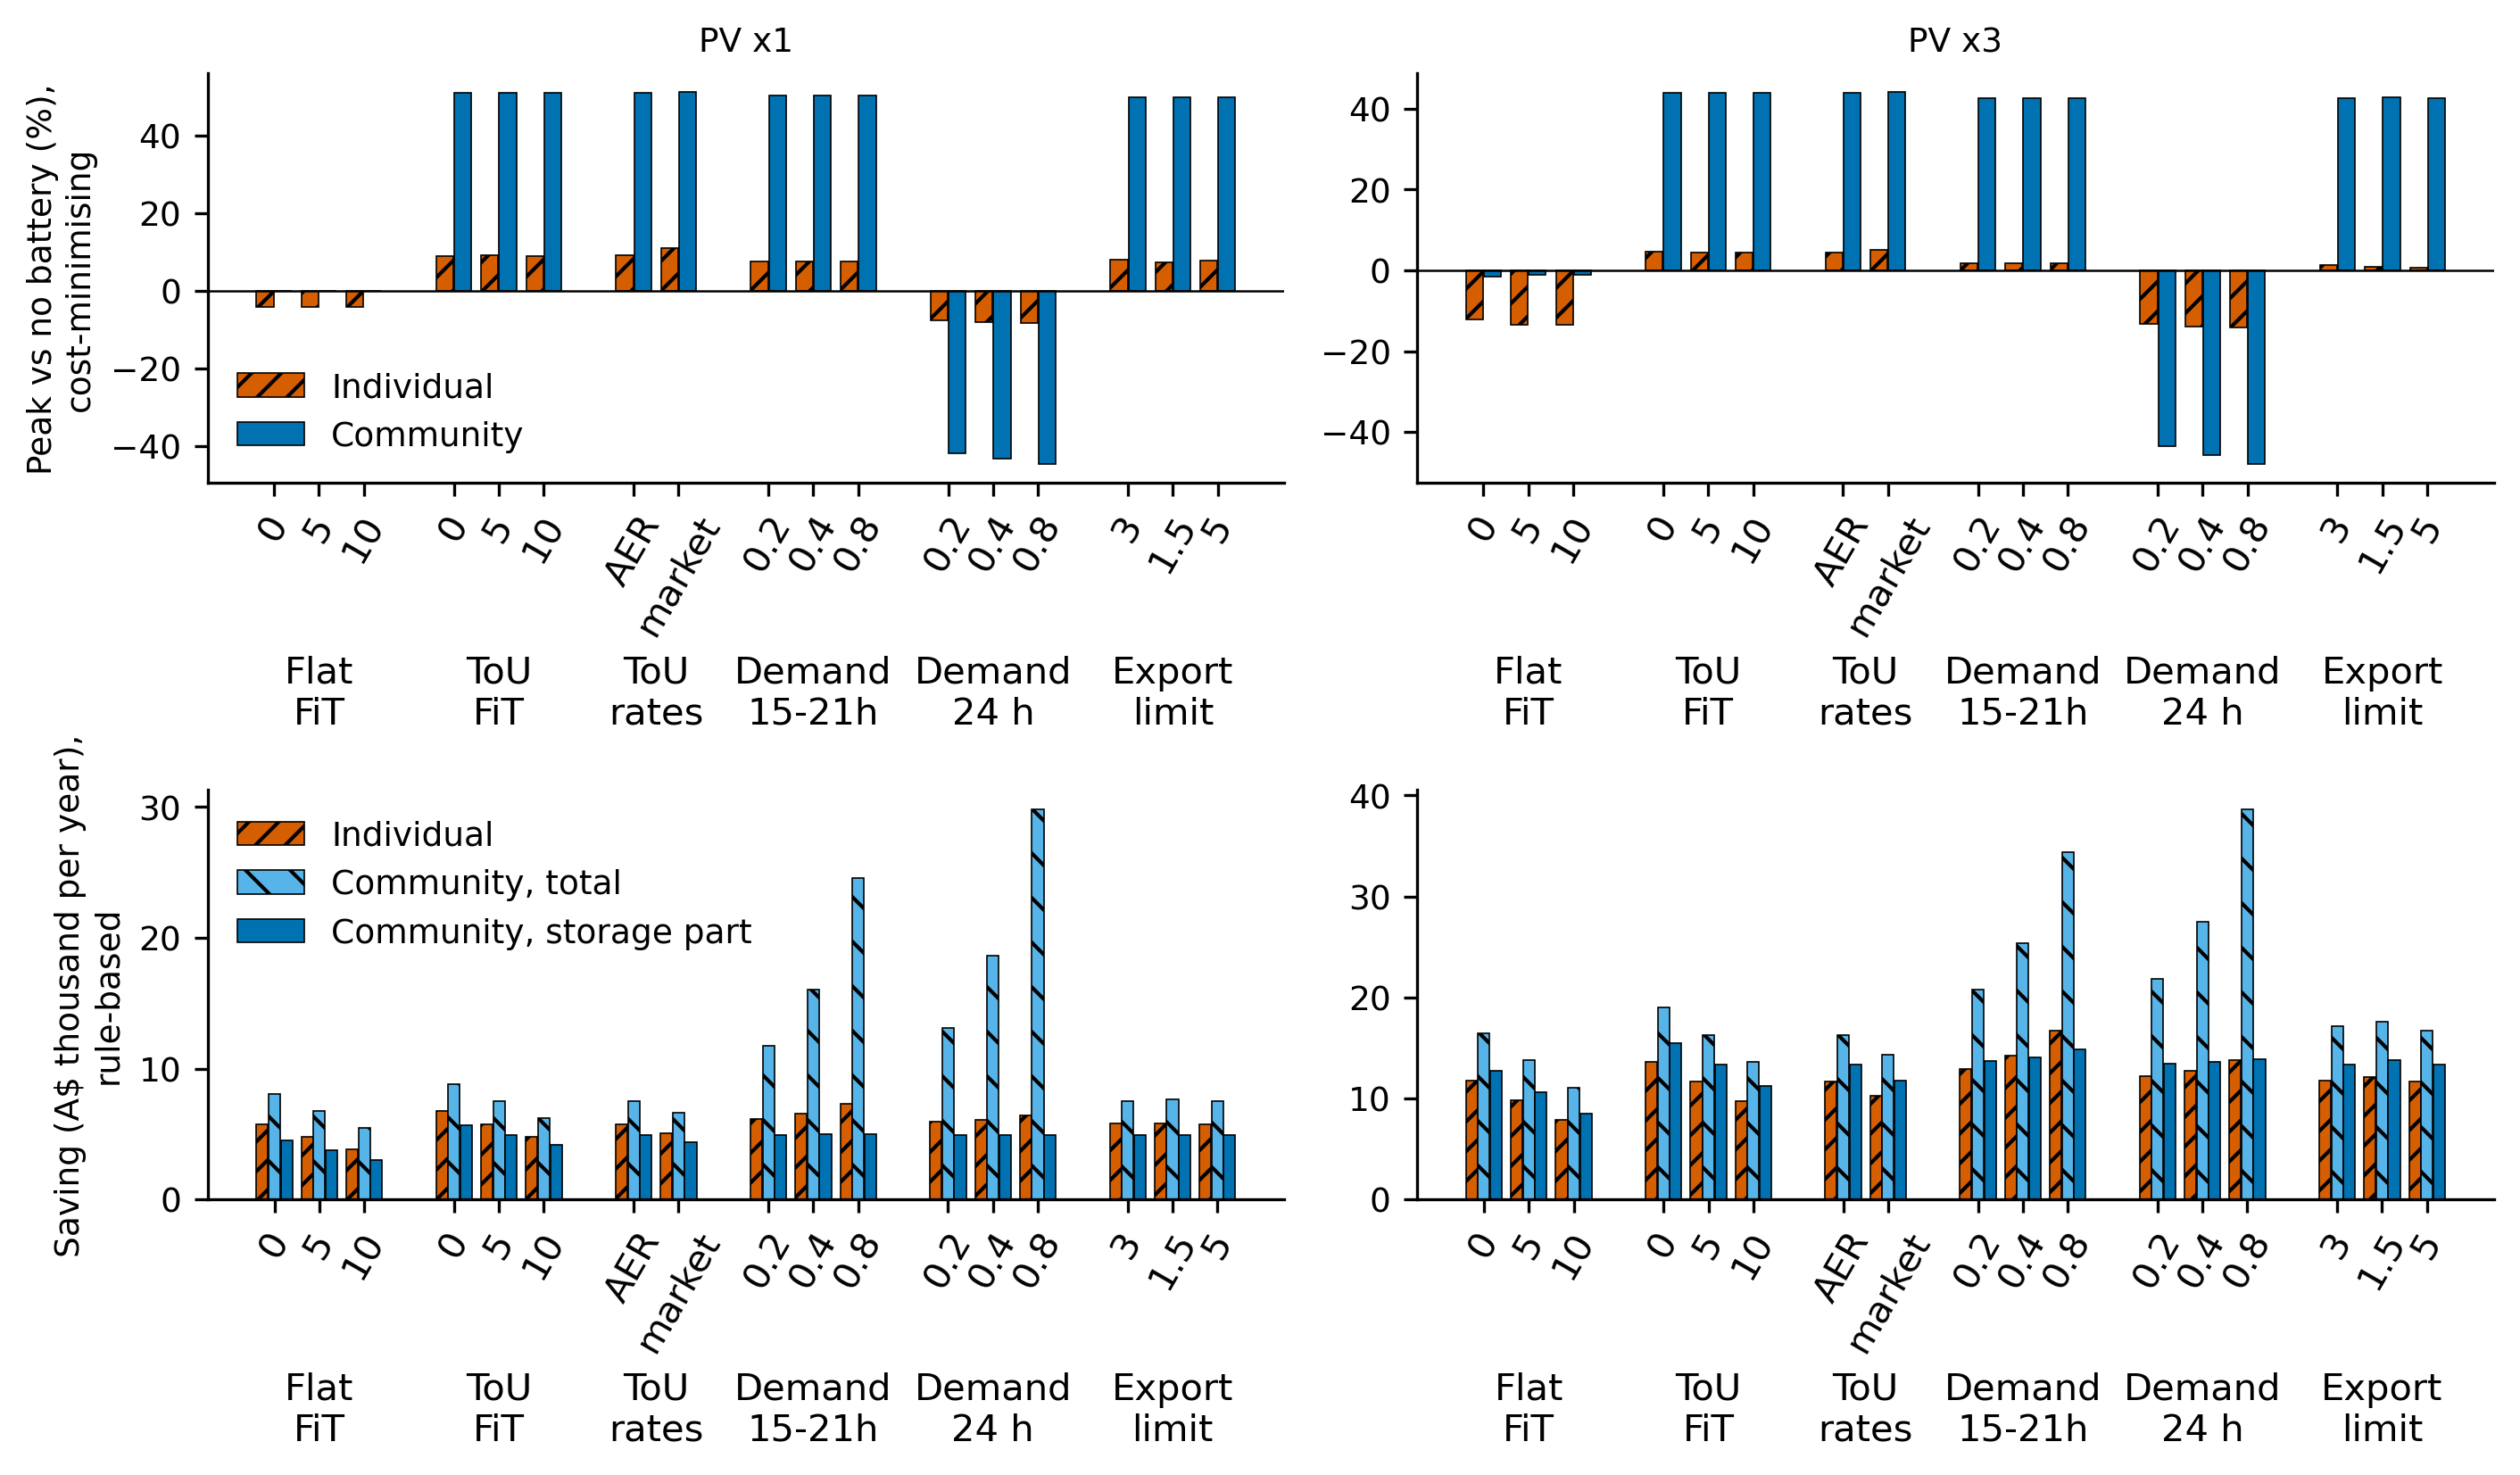 PV x1
PV x3
Peak vs no battery (%),
cost-minimising
40
20
0
−20
−40
Individual
Community
0 5 10 0 5 10 AER market 0.2 0.4 0.8 0.2 0.4 0.8 3 1.5 5
Flat ToU ToU Demand Demand Export
FiT FiT rates 15-21h 24 h limit
40
20
0
−20
−40
0 5 10 0 5 10 AER market 0.2 0.4 0.8 0.2 0.4 0.8 3 1.5 5
Flat ToU ToU Demand Demand Export
FiT FiT rates 15-21h 24 h limit
Saving (A$ thousand per year),
rule-based
30
20
10
0
Individual
Community, total
Community, storage part
0 5 10 0 5 10 AER market 0.2 0.4 0.8 0.2 0.4 0.8 3 1.5 5
Flat ToU ToU Demand Demand Export
FiT FiT rates 15-21h 24 h limit
40
30
20
10
0
0 5 10 0 5 10 AER market 0.2 0.4 0.8 0.2 0.4 0.8 3 1.5 5
Flat ToU ToU Demand Demand Export
FiT FiT rates 15-21h 24 h limit